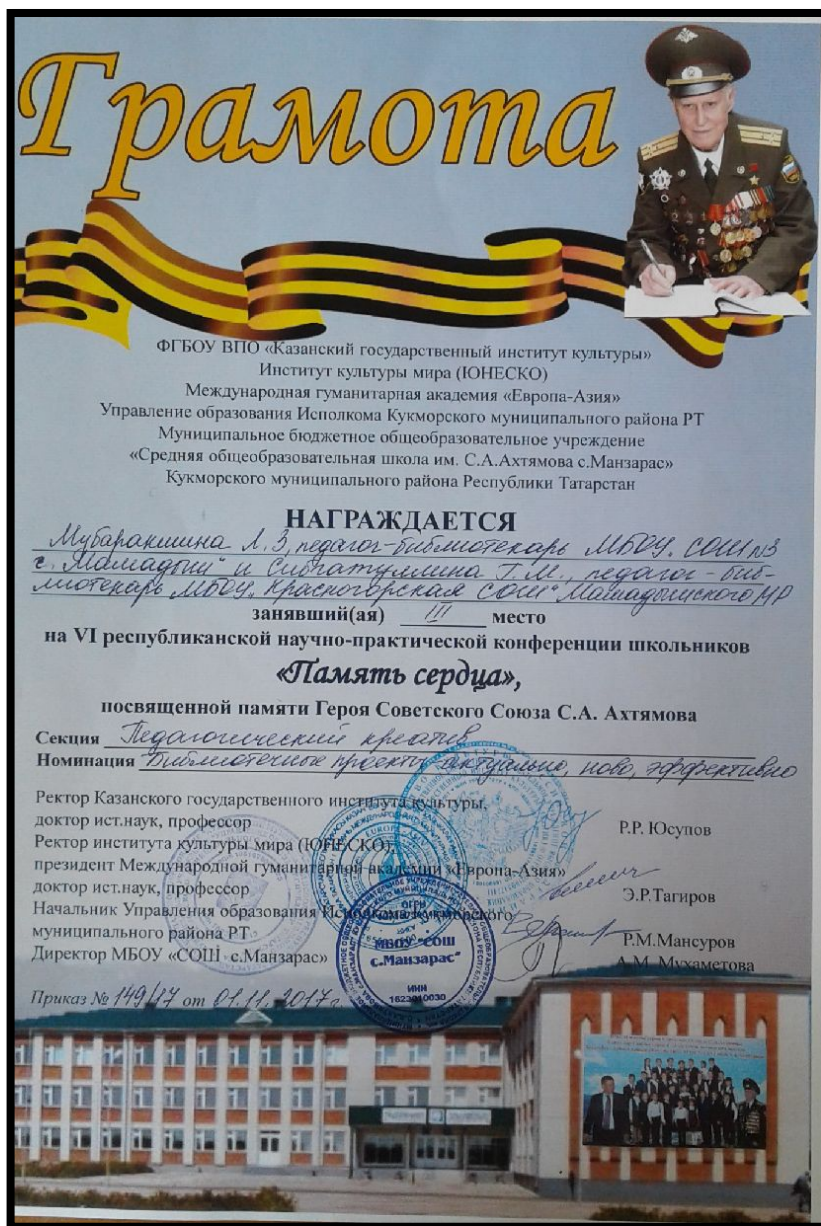 Грамота
ФГБОУ ВПО «Казанский государственный институт культуры»
Институт культуры мира (ЮНЕСКО)
Международная гуманитарная академия «Европа-Азия»
Управление образования Исполкома Кукморского муниципального района РТ
Муниципальное бюджетное общеобразовательное учреждение
«Средняя общеобразовательная школа им. С.А.Ахтямова с.Манзарас»
Кукморского муниципального района Республики Татарстан
НАГРАЖДАЕТСЯ
Мубаракшина Л.З, педагог-библиотекарь МБОУ. СОШ №3
г. Мамадыш" и Сибгатуллина Т.М., педагог-биб-
лиотекарь МБОУ. Красногорская СОШ" Мамадышского МР
занявший(ая) III место
на VI республиканской научно-практической конференции школьников
«Память сердца»,
посвященной памяти Героя Советского Союза С.А. Ахтямова
Секция Педагогический креатив
Номинация Библиотечные проекты: актуально, ново, эффективно
Ректор Казанского государственного института культуры,
доктор ист.наук, профессор Р.Р. Юсупов
Ректор института культуры мира (ЮНЕСКО),
президент Международной гуманитарной академии «Европа-Азия»
доктор ист.наук, профессор Э.Р.Тагиров
Начальник Управления образования Исполкома Кукморского
муниципального района РТ Р.М.Мансуров
Директор МБОУ «СОШ с.Манзарас» А.М. Мухаметова
МБОУ "СОШ
с.Манзарас"
ИНН
1623010030
Приказ № 149/17 от 01.11.2017 г.